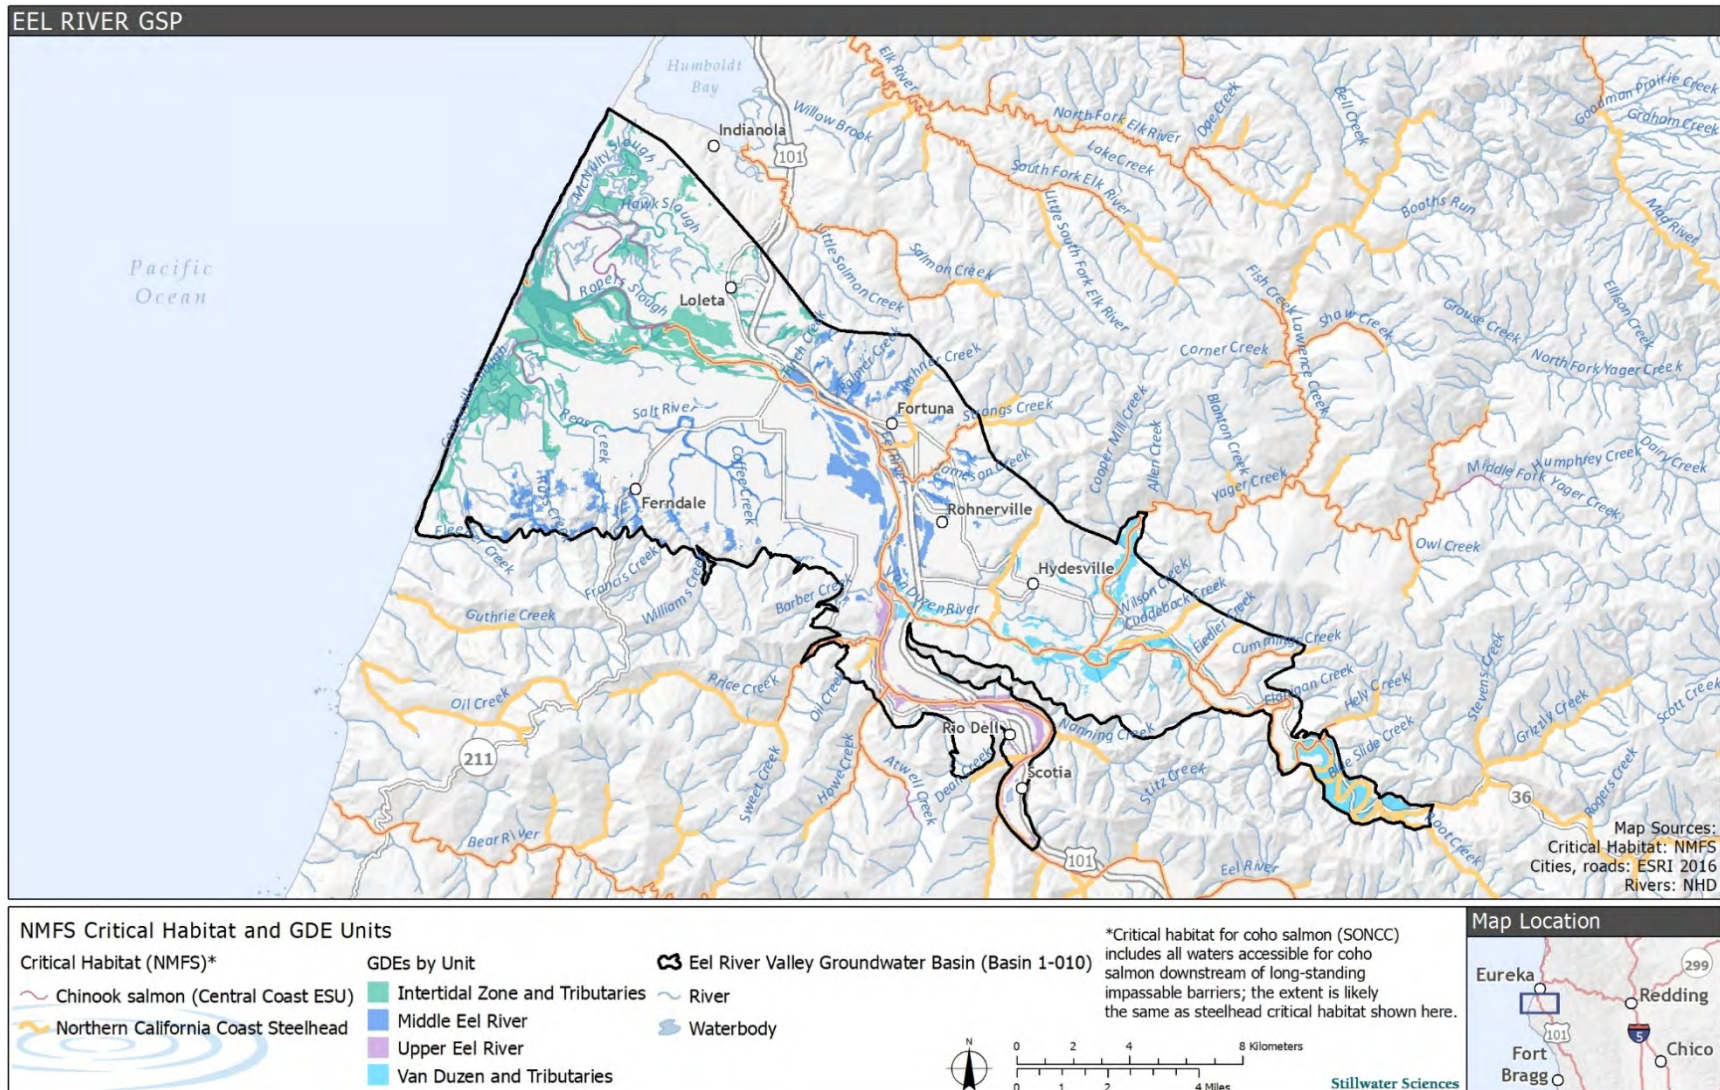 EEL RIVER GSP
Humboldt
Bay
Elk River
Willow Brook
Indianola
101
North Fork Elk River
Doe Creek
Bell Creek
Goodman Prairie Creek
Graham Creek
Lake Creek
South Fork Elk River
Little South Fork Elk River
Booths Run
Mad River
McNulty Slough
Hawk Slough
Pacific
Ocean
Ropers Slough
Loleta
Little Salmon Creek
Salmon Creek
Fish Creek
Lawrence Creek
Shaw Creek
Grouse Creek
Ellison Creek
Corner Creek
North Fork Yager Creek
Palmer Creek
Rohner Creek
Fortuna
Strongs Creek
Salt River
Reas Creek
Coffee Creek
Eel River
Jameson Creek
Cooper Mill Creek
Allen Creek
Blanton Creek
Yager Creek
Middle Fork Yager Creek
Humphrey Creek
Dairy Creek
Owl Creek
Ferndale
Rohnerville
Hydesville
Francis Creek
Williams Creek
Barber Creek
Van Duzen River
Wilson Creek
Cuddeback Creek
Fiedler Creek
Cummings Creek
Guthrie Creek
Oil Creek
Price Creek
Oil Creek
Rio Dell
Nanning Creek
Hely Creek
Stevens Creek
Grizzly Creek
Scott Creek
Blue Slide Creek
211
Sweet Creek
Howe Creek
Atwell Creek
Dean Creek
Scotia
Stitz Creek
Rogers Creek
36
Root Creek
Bear River
101
Eel River
Map Sources:
Critical Habitat: NMFS
Cities, roads: ESRI 2016
Rivers: NHD
NMFS Critical Habitat and GDE Units
Critical Habitat (NMFS)*
Chinook salmon (Central Coast ESU)
Northern California Coast Steelhead
GDEs by Unit
Intertidal Zone and Tributaries
Middle Eel River
Upper Eel River
Van Duzen and Tributaries
Eel River Valley Groundwater Basin (Basin 1-010)
River
Waterbody
*Critical habitat for coho salmon (SONCC)
includes all waters accessible for coho
salmon downstream of long-standing
impassable barriers; the extent is likely
the same as steelhead critical habitat shown here.
N
0 2 4 8 Kilometers
0 1 2 4 Miles
Stillwater Sciences
Map Location
Eureka
299
Redding
101
5
Fort
Bragg
Chico